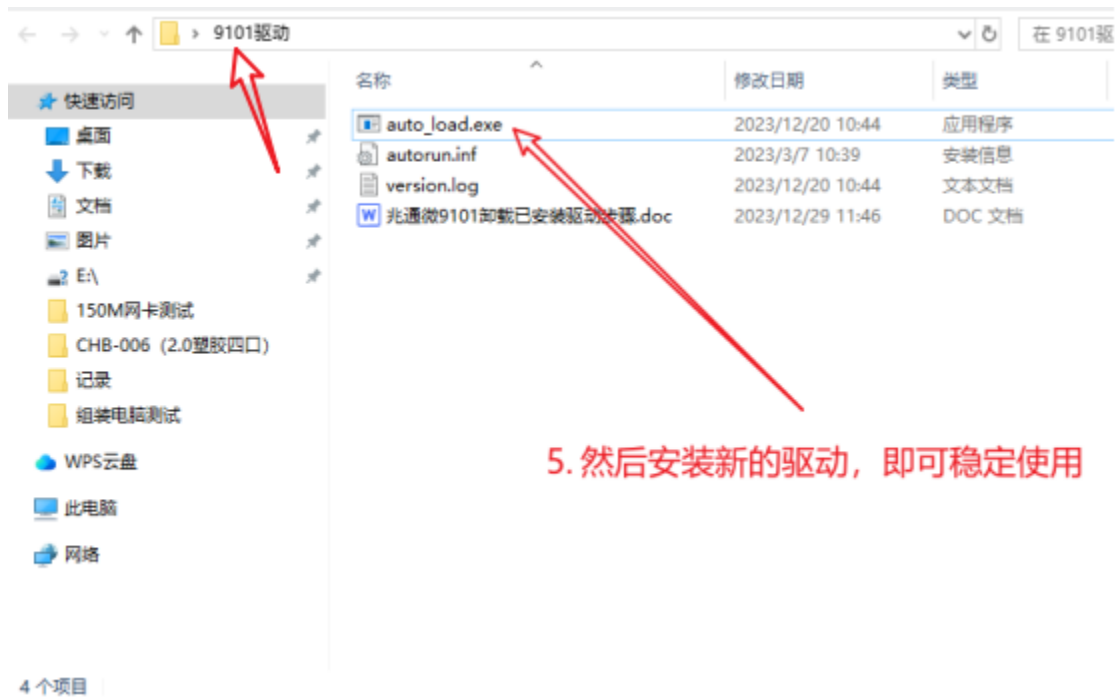 9101驱动
在 9101驱
名称 修改日期 类型
快速访问
桌面
下载
文档
图片
E:\
150M网卡测试
CHB-006（2.0塑胶四口）
记录
组装电脑测试
WPS云盘
此电脑
网络
auto_load.exe 2023/12/20 10:44 应用程序
autorun.inf 2023/3/7 10:39 安装信息
version.log 2023/12/20 10:44 文本文档
兆通微9101卸载已安装驱动步骤.doc 2023/12/29 11:46 DOC 文档
5. 然后安装新的驱动，即可稳定使用
4 个项目